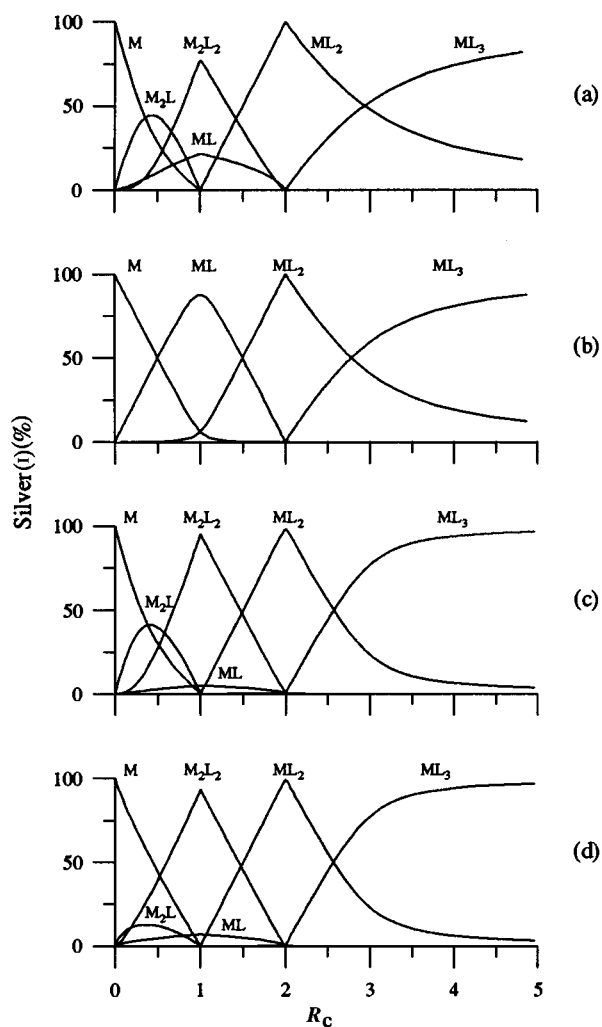 100 M M₂L₂ ML₂ ML₃
M₂L
50 (a)
ML
0
100 M ML ML₂ ML₃
50 (b)
0
Silver(I)(%)
100 M M₂L₂ ML₂ ML₃
M₂L
50 (c)
ML
0
100 M M₂L₂ ML₂ ML₃
50 (d)
M₂L ML
0
0 1 2 3 4 5
R_C